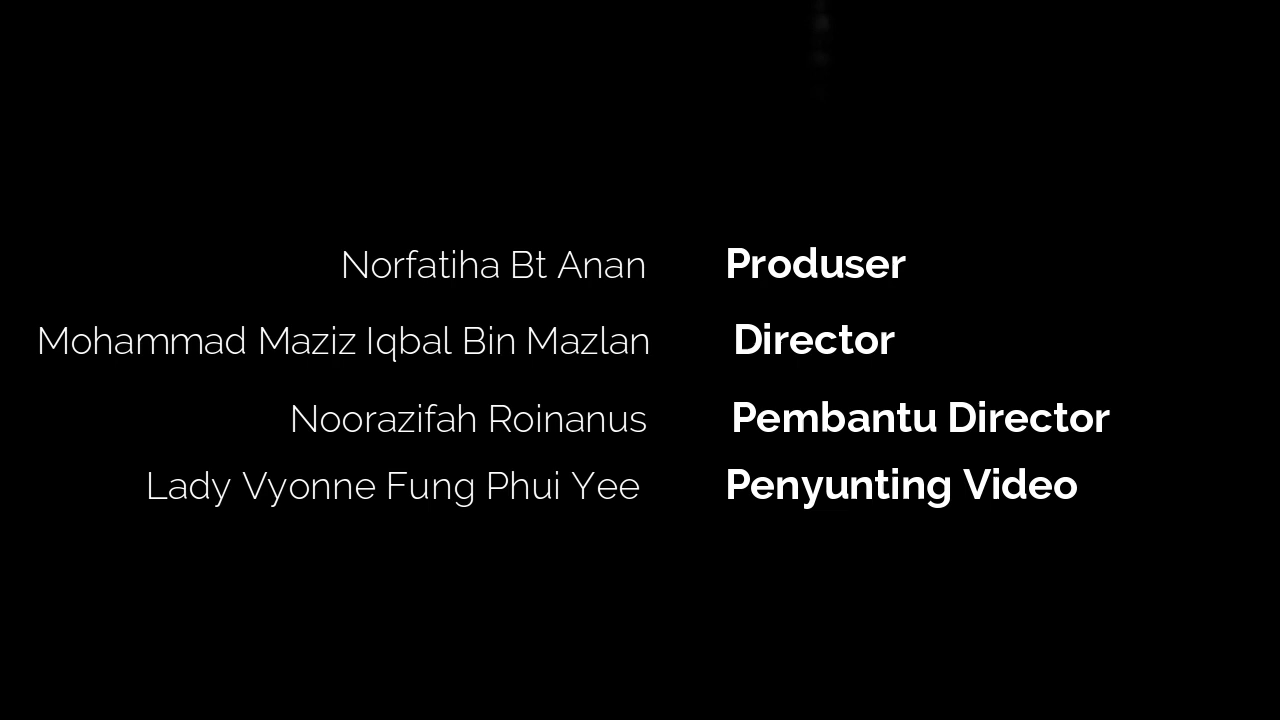 Norfatiha Bt Anan Produser
Mohammad Maziz Iqbal Bin Mazlan Director
Noorazifah Roinanus Pembantu Director
Lady Vyonne Fung Phui Yee Penyunting Video